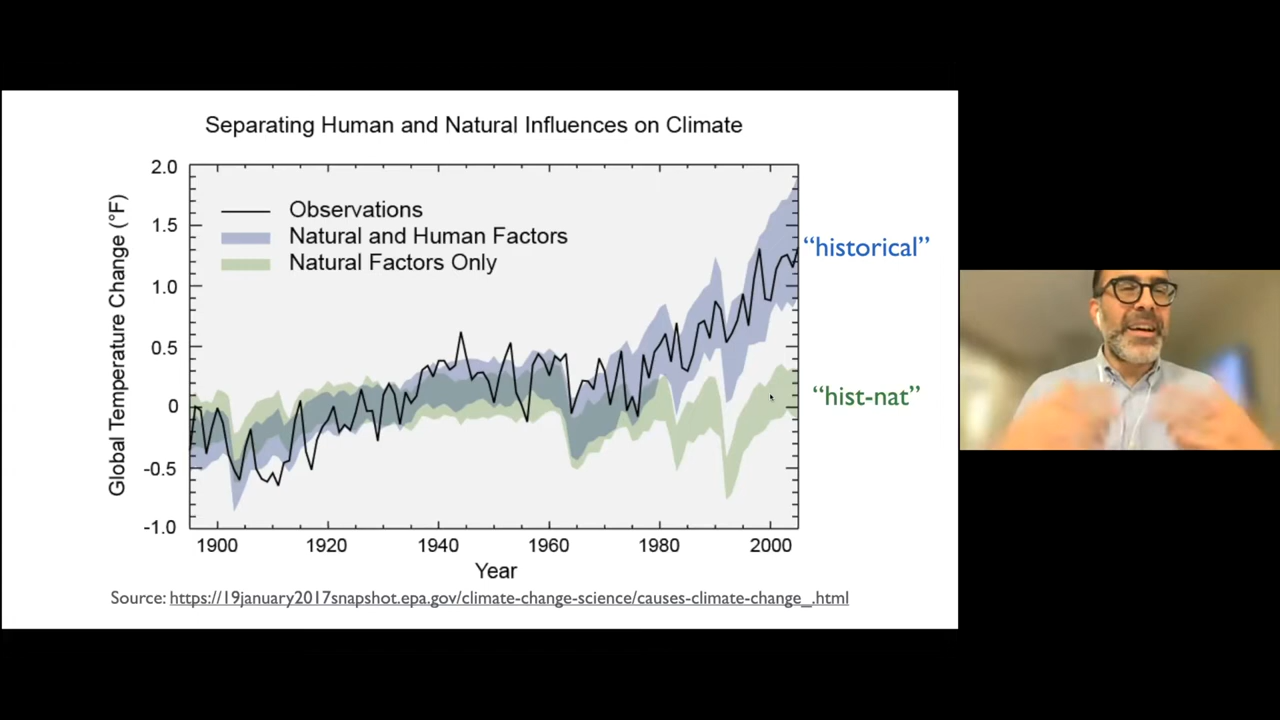 Separating Human and Natural Influences on Climate
Global Temperature Change (°F)
2.0
1.5
1.0
0.5
0
-0.5
-1.0
Observations
Natural and Human Factors
Natural Factors Only
“historical”
“hist-nat”
1900 1920 1940 1960 1980 2000
Year
Source: https://19january2017snapshot.epa.gov/climate-change-science/causes-climate-change_.html